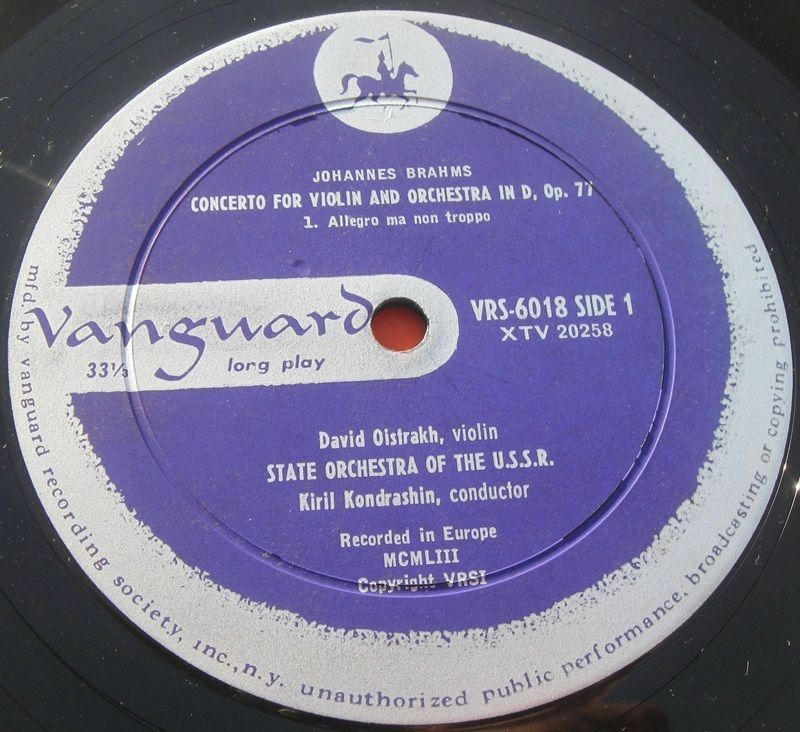 JOHANNES BRAHMS
CONCERTO FOR VIOLIN AND ORCHESTRA IN D, Op. 77
1. Allegro ma non troppo
Vanguard
33⅓ long play
VRS-6018 SIDE 1
XTV 20258
David Oistrakh, violin
STATE ORCHESTRA OF THE U.S.S.R.
Kiril Kondrashin, conductor
Recorded in Europe
MCMLIII
Copyright VRSI
mfd. by vanguard recording society, inc., n.y. unauthorized public performance, broadcasting or copying prohibited